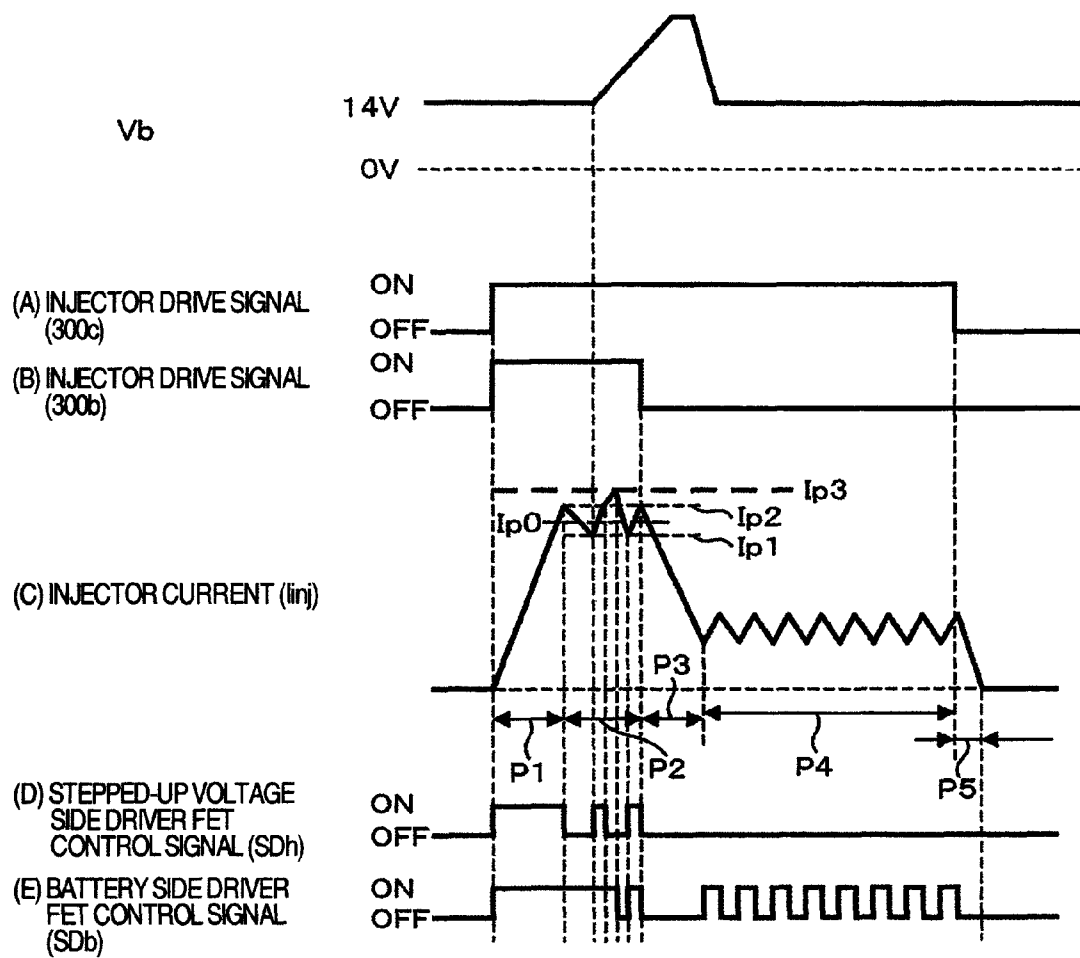 Vb
14V
0V
(A) INJECTOR DRIVE SIGNAL
(300c)
ON
OFF
(B) INJECTOR DRIVE SIGNAL
(300b)
ON
OFF
Ip3
Ip0
Ip2
Ip1
(C) INJECTOR CURRENT (Iinj)
P3
P1
P2
P4
P5
(D) STEPPED-UP VOLTAGE
SIDE DRIVER FET
CONTROL SIGNAL (SDh)
ON
OFF
(E) BATTERY SIDE DRIVER
FET CONTROL SIGNAL
(SDb)
ON
OFF